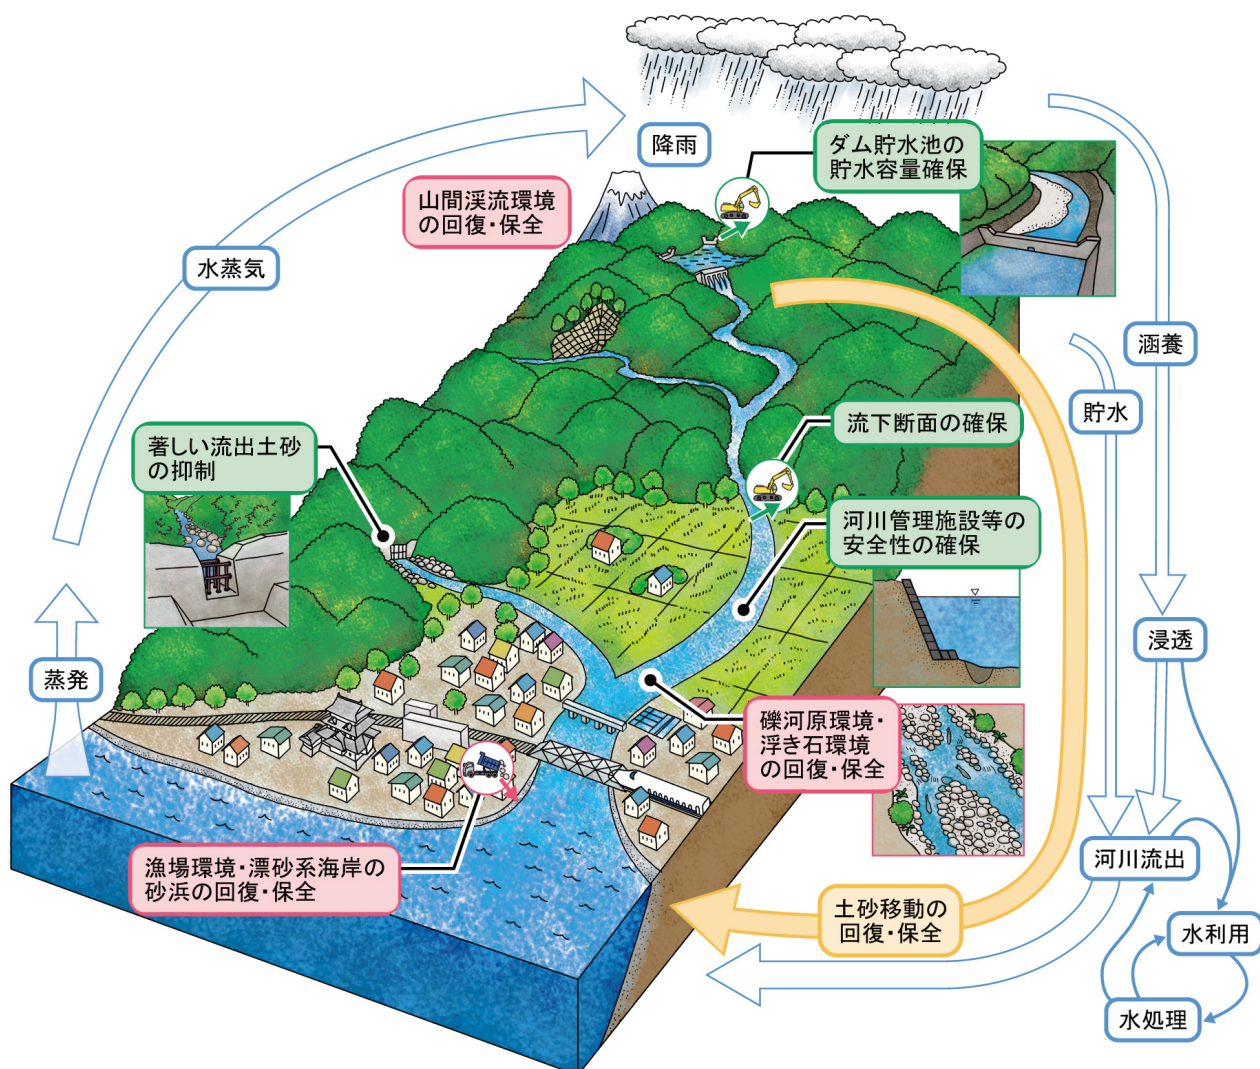 降雨
ダム貯水池の
貯水容量確保
山間渓流環境
の回復・保全
水蒸気
涵養
貯水
流下断面の確保
著しい流出土砂
の抑制
河川管理施設等の
安全性の確保
浸透
蒸発
礫河原環境・
浮き石環境
の回復・保全
河川流出
漁場環境・漂砂系海岸の
砂浜の回復・保全
土砂移動の
回復・保全
水利用
水処理